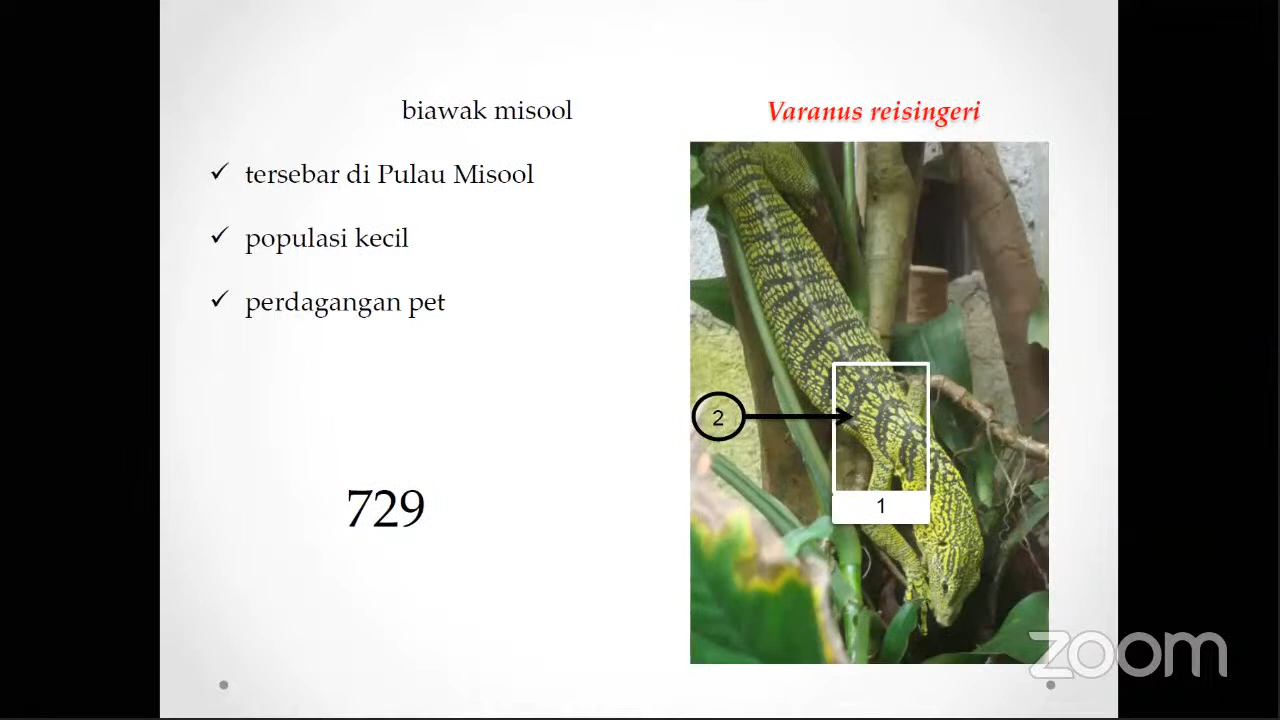 biawak misool
Varanus reisingeri
✓ tersebar di Pulau Misool
✓ populasi kecil
✓ perdagangan pet
2
1
729
zoom